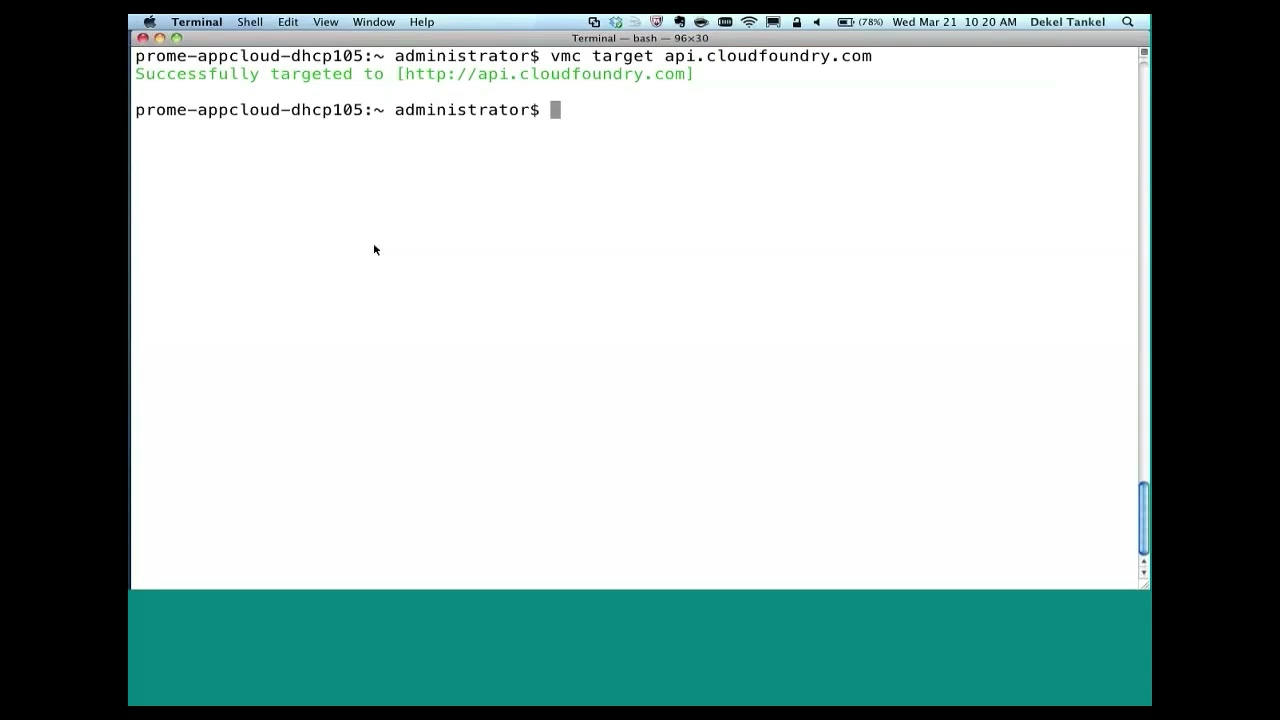 Terminal Shell Edit View Window Help (78%) Wed Mar 21 10:20 AM Dekel Tankel
Terminal — bash — 96×30
prome-appcloud-dhcp105:~ administrator$ vmc target api.cloudfoundry.com
Successfully targeted to [http://api.cloudfoundry.com]
prome-appcloud-dhcp105:~ administrator$